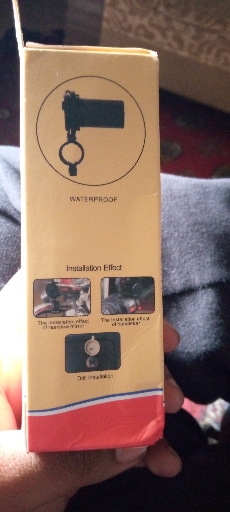 WATERPROOF
Installation Effect
The installation effect
of rearview mirror
The installation effect
of handlebar
Drill installation